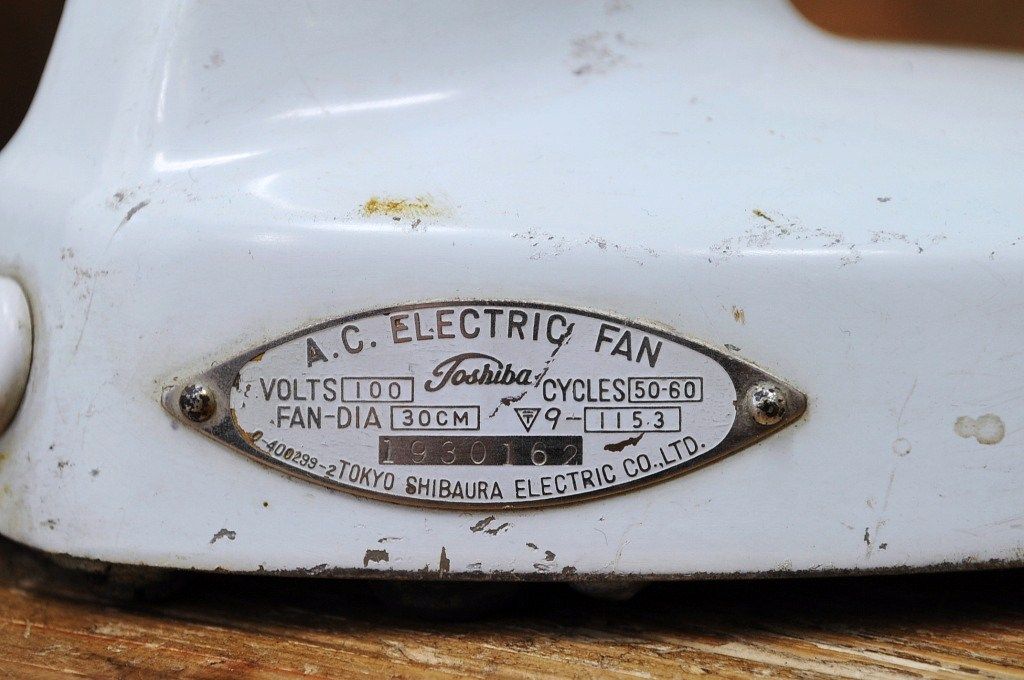 A.C. ELECTRIC FAN
Toshiba
VOLTS 100 CYCLES 50-60
FAN-DIA 30CM 〒 9- 1153
1930162
Q-400299-2 TOKYO SHIBAURA ELECTRIC CO., LTD.